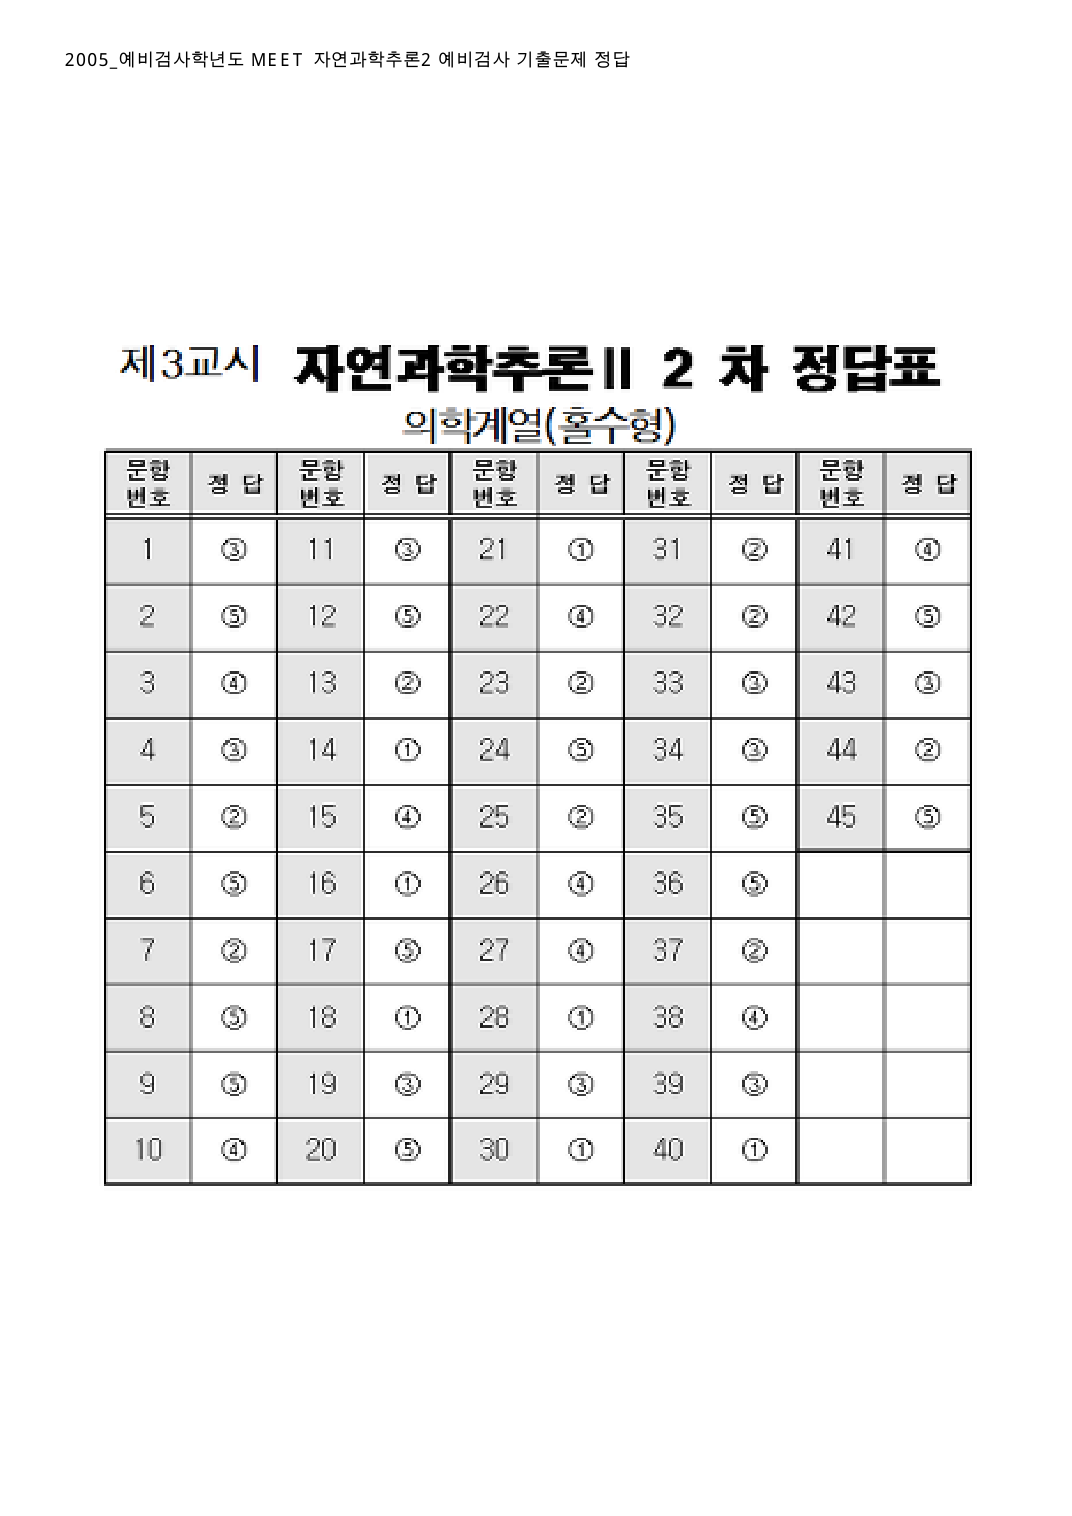 2005_예비검사학년도 MEET 자연과학추론2 예비검사 기출문제 정답
제3교시 자연과학추론Ⅱ 2 차 정답표
의학계열(홀수형)
문항번호 정 답 문항번호 정 답 문항번호 정 답 문항번호 정 답 문항번호 정 답
1 ③ 11 ③ 21 ① 31 ② 41 ④
2 ⑤ 12 ⑤ 22 ④ 32 ② 42 ⑤
3 ④ 13 ② 23 ② 33 ③ 43 ③
4 ③ 14 ① 24 ⑤ 34 ③ 44 ②
5 ② 15 ④ 25 ② 35 ⑤ 45 ⑤
6 ⑤ 16 ① 26 ④ 36 ⑤
7 ② 17 ⑤ 27 ④ 37 ②
8 ⑤ 18 ① 28 ① 38 ④
9 ⑤ 19 ③ 29 ③ 39 ③
10 ④ 20 ⑤ 30 ① 40 ①